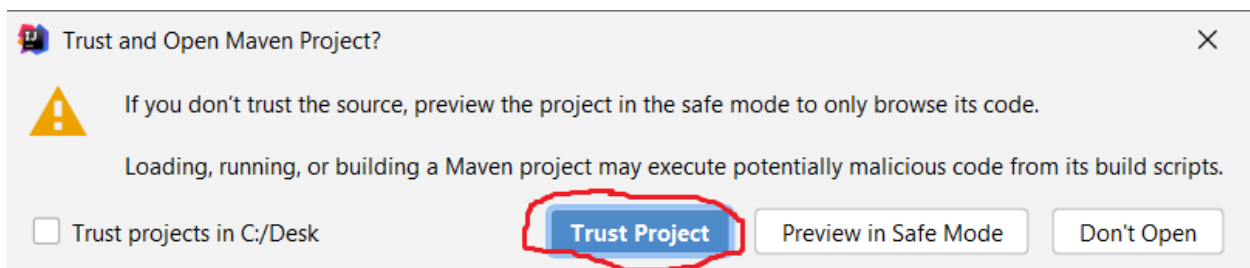 Trust and Open Maven Project?
If you don’t trust the source, preview the project in the safe mode to only browse its code.
Loading, running, or building a Maven project may execute potentially malicious code from its build scripts.
Trust projects in C:/Desk Trust Project Preview in Safe Mode Don't Open